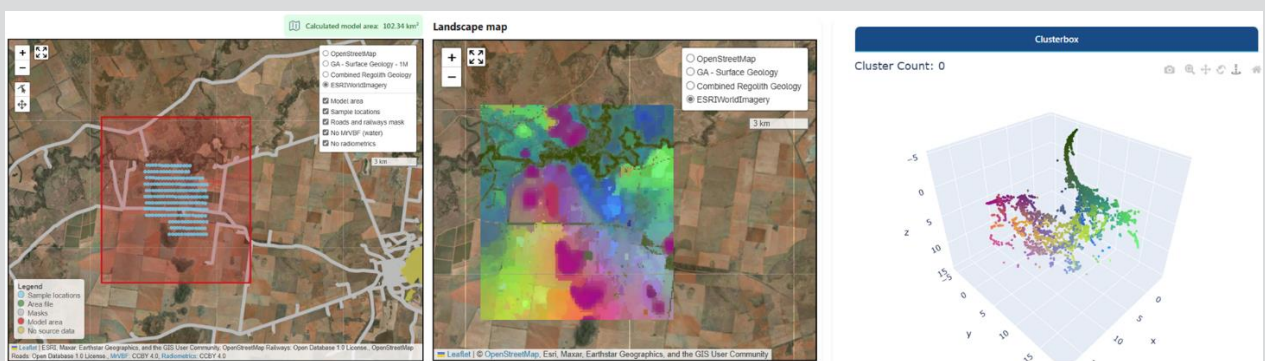 Calculated model area: 102.34 km²
+
−
OpenStreetMap
GA - Surface Geology - 1M
Combined Regolith Geology
ESRIWorldImagery
Model area
Sample locations
Roads and railways mask
No MrVBF (water)
No radiometrics
3 km
Legend
Sample locations
Area file
Masks
Model area
No source data
Leaflet | ESRI, Maxar, Earthstar Geographics, and the GIS User Community, OpenStreetMap Railways: Open Database 1.0 License., OpenStreetMap
Roads: Open Database 1.0 License., MrVBF: CCBY 4.0, Radiometrics: CCBY 4.0
Landscape map
+
−
OpenStreetMap
GA - Surface Geology
Combined Regolith Geology
ESRIWorldImagery
3 km
Leaflet | © OpenStreetMap, Esri, Maxar, Earthstar Geographics, and the GIS User Community
Clusterbox
Cluster Count: 0
−5
0
5
10
15
z
−5
0
5
10
y
0
5
10
15
x